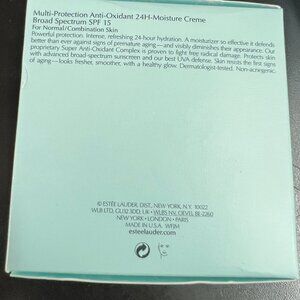 Multi-Protection Anti-Oxidant 24H-Moisture Creme
Broad Spectrum SPF 15
For Normal/Combination Skin
Powerful protection. Intense, refreshing 24-hour hydration. A moisturizer so effective it defends
better than ever against signs of premature aging—and visibly diminishes their appearance. Our
proprietary Super Anti-Oxidant Complex is proven to fight free radical damage. Protects skin
with advanced broad-spectrum sunscreen and our best UVA defense. Skin resists the first signs
of aging—looks fresher, smoother, with a healthy glow. Dermatologist-tested. Non-acnegenic.
© ESTÉE LAUDER, DIST., NEW YORK, N.Y. 10022
NEW YORK • LONDON • PARIS
MADE IN U.S.A.
esteelauder.com